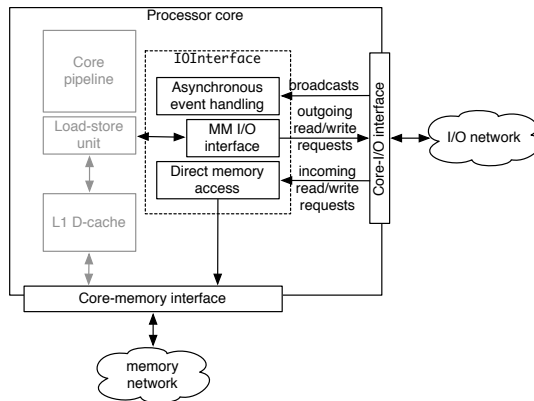 Processor core
Core
pipeline
Load-store
unit
L1 D-cache
IOInterface
Asynchronous
event handling
MM I/O
interface
Direct memory
access
broadcasts
outgoing
read/write
requests
incoming
read/write
requests
Core-I/O interface
I/O network
Core-memory interface
memory
network